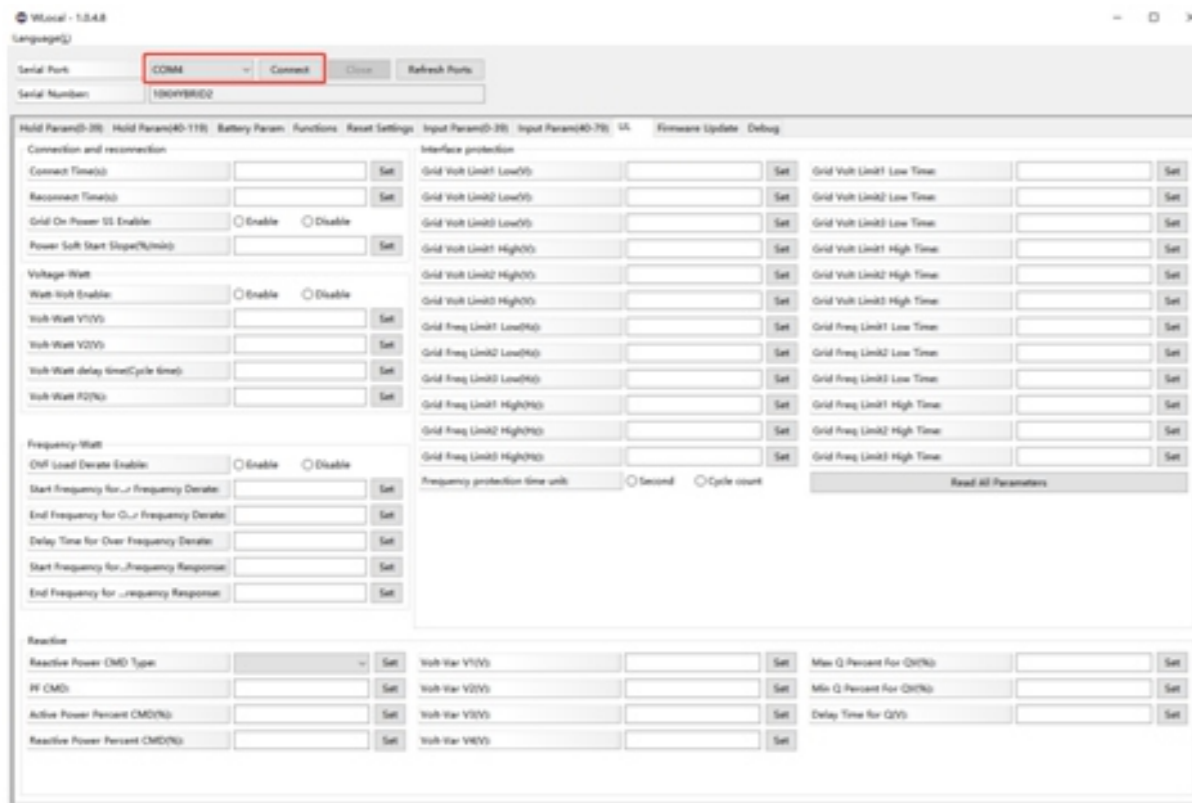 WLocal - 1.0.4.8
Language(L)
Serial Port: COM4 Connect Close Refresh Ports
Serial Number: 10KHYBRID2
Hold Param(0-39) Hold Param(40-119) Battery Param Functions Reset Settings Input Param(0-39) Input Param(40-79) UL Firmware Update Debug
Connection and reconnection
Connect Time(s): Set
Reconnect Time(s): Set
Grid On Power SS Enable: Enable Disable
Power Soft Start Slope(%/min): Set
Voltage-Watt
Watt-Volt Enable: Enable Disable
Volt-Watt V1(V): Set
Volt-Watt V2(V): Set
Volt-Watt delay time(Cycle time): Set
Volt-Watt P2(%): Set
Frequency-Watt
OVF Load Derate Enable: Enable Disable
Start Frequency for...r Frequency Derate: Set
End Frequency for O...r Frequency Derate: Set
Delay Time for Over Frequency Derate: Set
Start Frequency for...Frequency Response: Set
End Frequency for ...requency Response: Set
Interface protection
Grid Volt Limit1 Low(V): Set Grid Volt Limit1 Low Time: Set
Grid Volt Limit2 Low(V): Set Grid Volt Limit2 Low Time: Set
Grid Volt Limit3 Low(V): Set Grid Volt Limit3 Low Time: Set
Grid Volt Limit1 High(V): Set Grid Volt Limit1 High Time: Set
Grid Volt Limit2 High(V): Set Grid Volt Limit2 High Time: Set
Grid Volt Limit3 High(V): Set Grid Volt Limit3 High Time: Set
Grid Freq Limit1 Low(Hz): Set Grid Freq Limit1 Low Time: Set
Grid Freq Limit2 Low(Hz): Set Grid Freq Limit2 Low Time: Set
Grid Freq Limit3 Low(Hz): Set Grid Freq Limit3 Low Time: Set
Grid Freq Limit1 High(Hz): Set Grid Freq Limit1 High Time: Set
Grid Freq Limit2 High(Hz): Set Grid Freq Limit2 High Time: Set
Grid Freq Limit3 High(Hz): Set Grid Freq Limit3 High Time: Set
Frequency protection time unit: Second Cycle count Read All Parameters
Reactive
Reactive Power CMD Type: Set Volt-Var V1(V): Set Max Q Percent For QV(%): Set
PF CMD: Set Volt-Var V2(V): Set Min Q Percent For QV(%): Set
Active Power Percent CMD(%): Set Volt-Var V3(V): Set Delay Time for Q(V): Set
Reactive Power Percent CMD(%): Set Volt-Var V4(V): Set